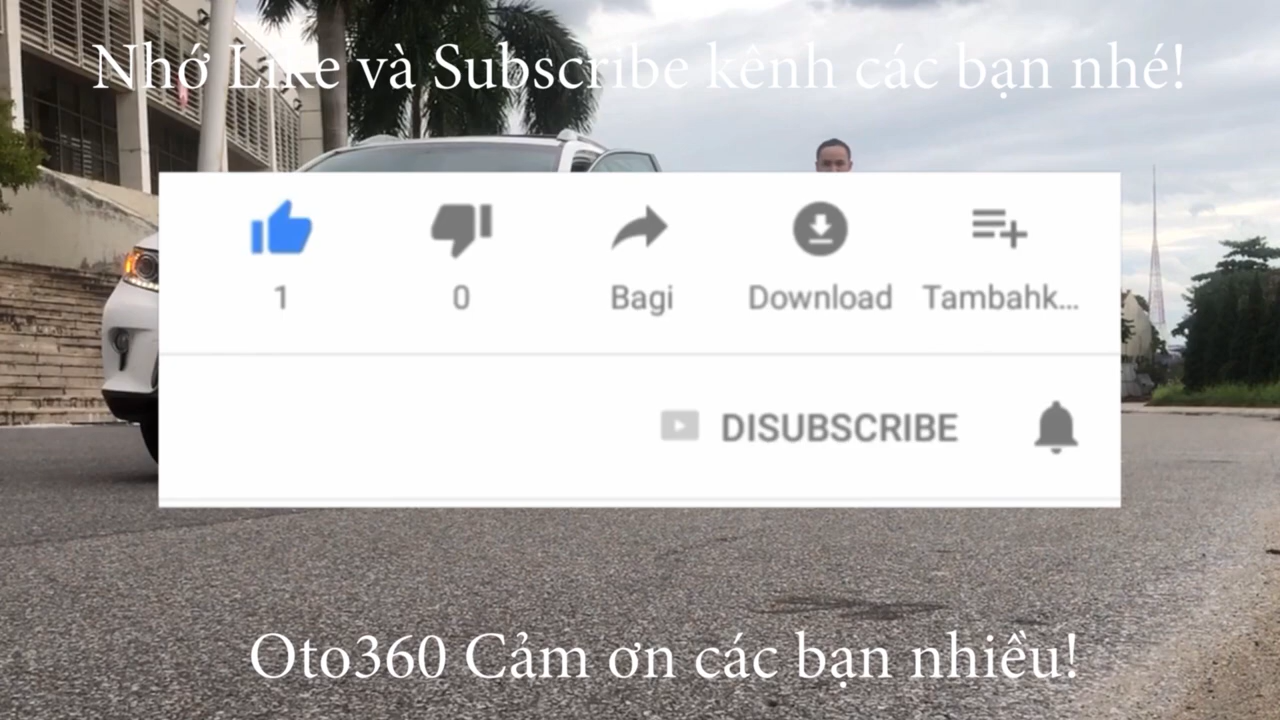 Nhớ Like và Subscribe kênh các bạn nhé!
1 0 Bagi Download Tambahk...
DISUBSCRIBE
Oto360 Cảm ơn các bạn nhiều!